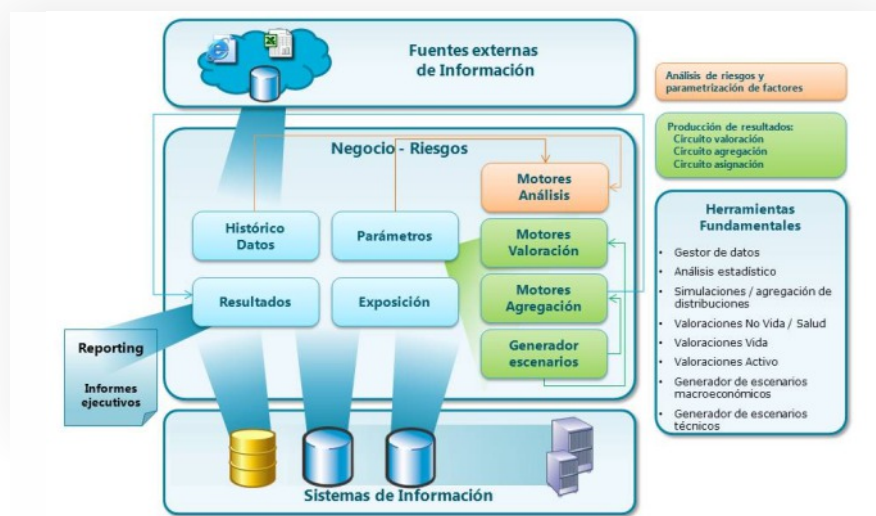 Fuentes externas
de Información
Negocio - Riesgos
Motores
Análisis
Histórico
Datos
Parámetros
Motores
Valoración
Resultados
Exposición
Motores
Agregación
Generador
escenarios
Reporting
Informes
ejecutivos
Sistemas de Información
Análisis de riesgos y
parametrización de factores
Producción de resultados:
Circuito valoración
Circuito agregación
Circuito asignación
Herramientas
Fundamentales
• Gestor de datos
• Análisis estadístico
• Simulaciones / agregación de
distribuciones
• Valoraciones No Vida / Salud
• Valoraciones Vida
• Valoraciones Activo
• Generador de escenarios
macroeconómicos
• Generador de escenarios
técnicos